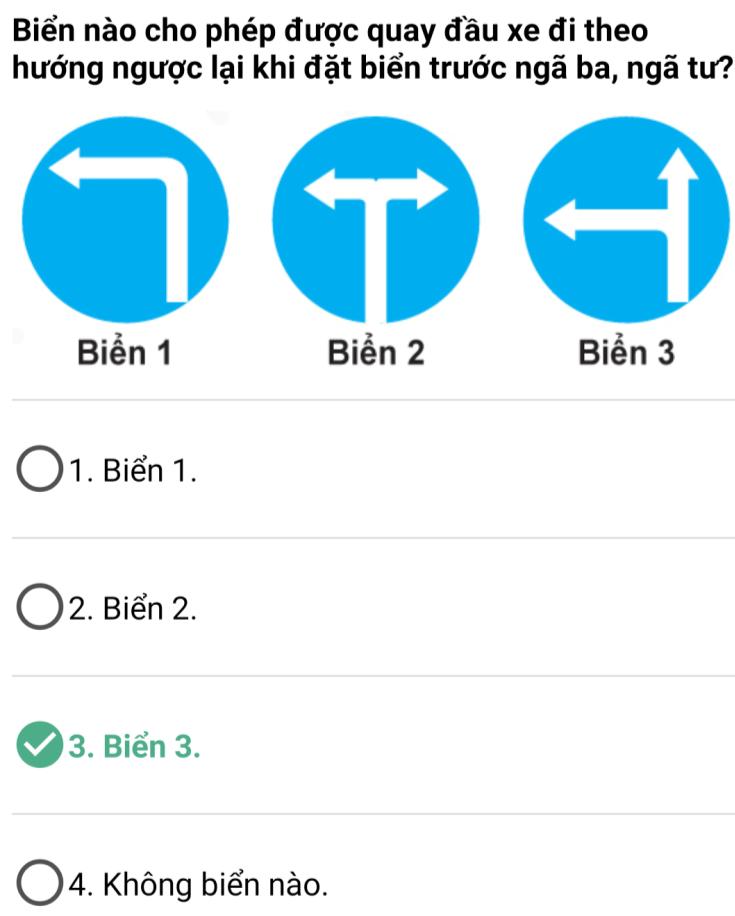 Biển nào cho phép được quay đầu xe đi theo
hướng ngược lại khi đặt biển trước ngã ba, ngã tư?
Biển 1
Biển 2
Biển 3
1. Biển 1.
2. Biển 2.
3. Biển 3.
4. Không biển nào.